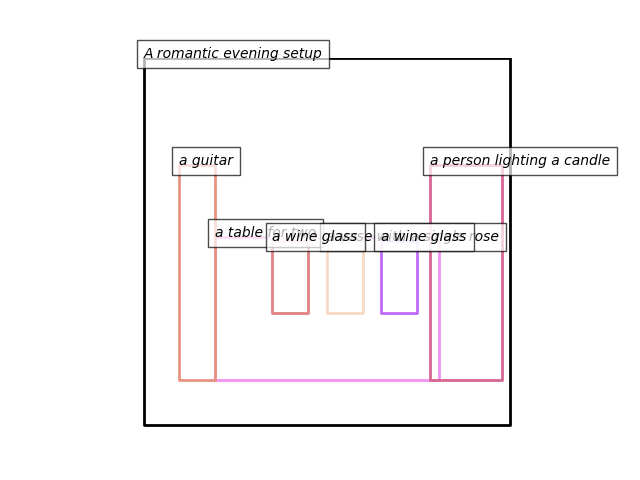 A romantic evening setup
a guitar
a person lighting a candle
a table for two
a wine glass
a vase with a single rose
a wine glass